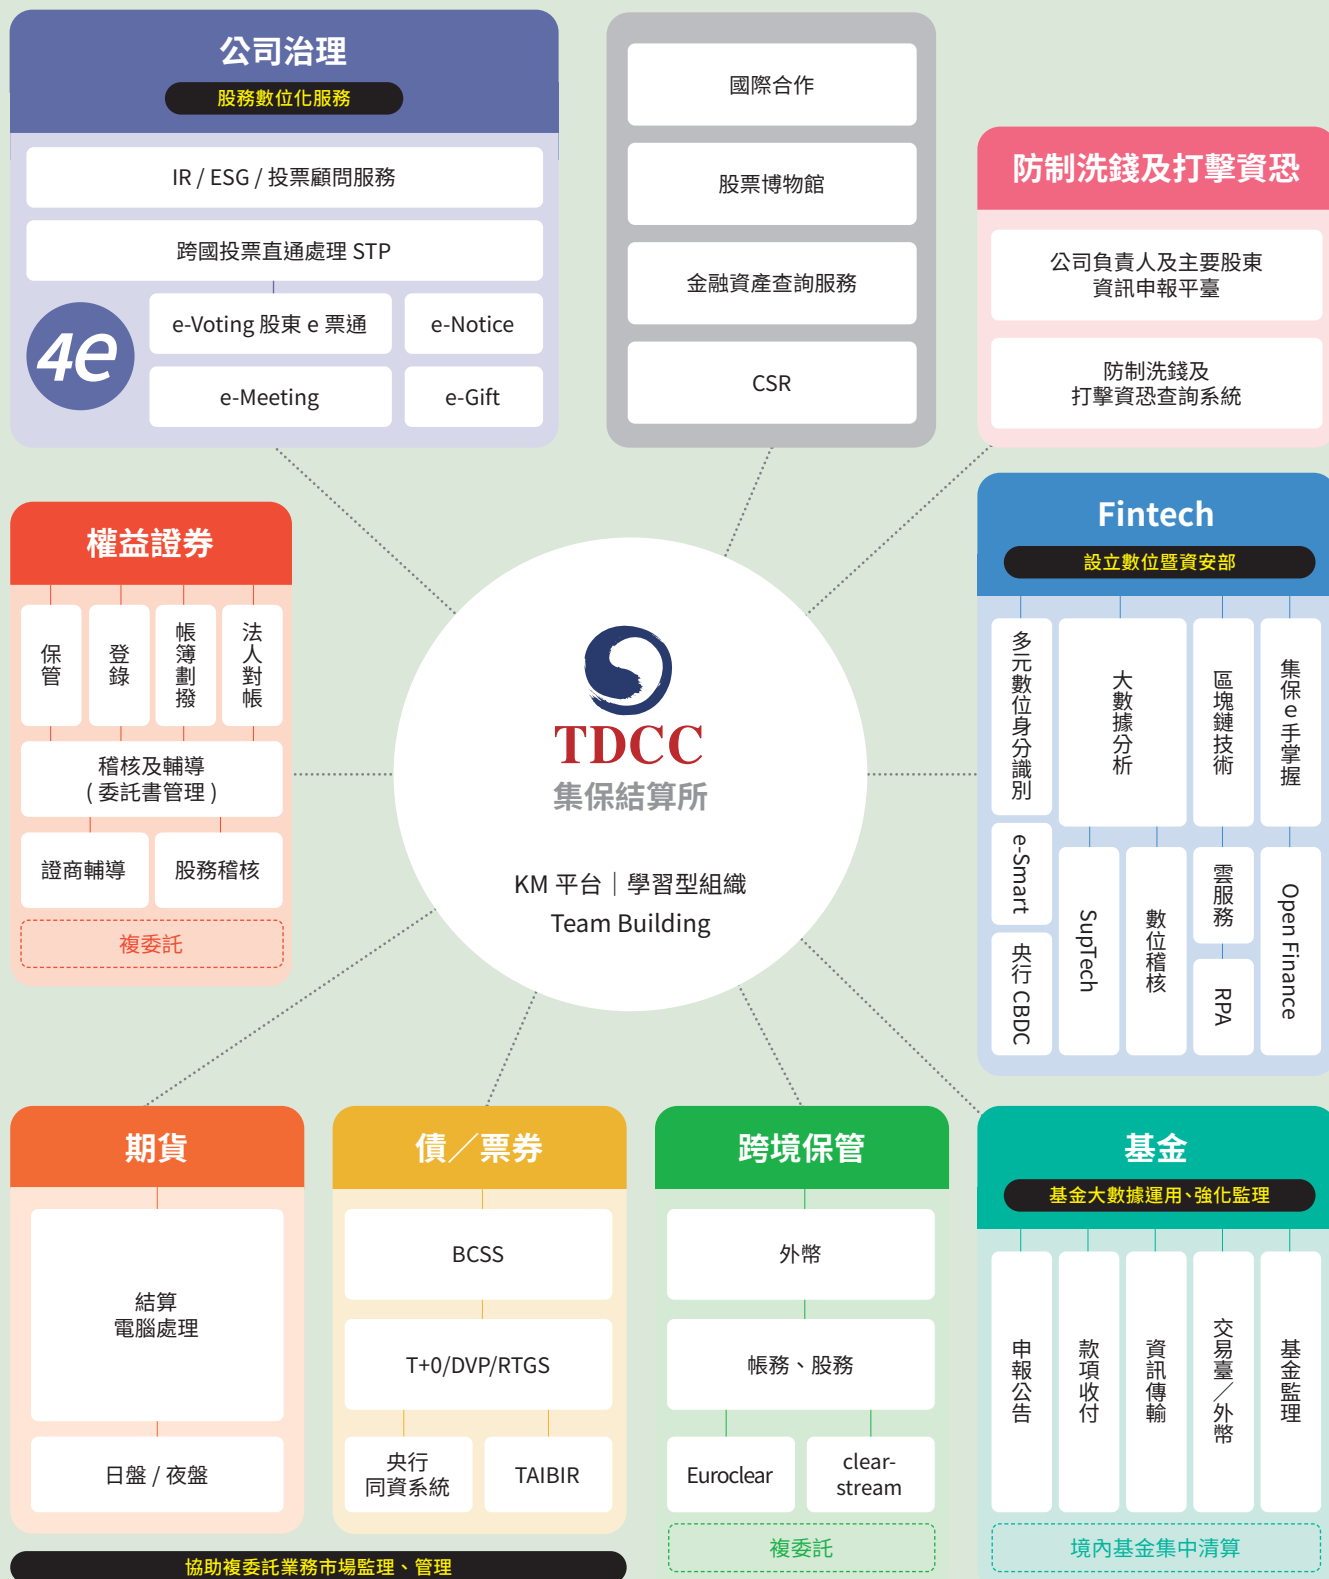 公司治理
股務數位化服務
IR / ESG / 投票顧問服務
跨國投票直通處理 STP
4e
e-Voting 股東 e 票通
e-Notice
e-Meeting
e-Gift
國際合作
股票博物館
金融資產查詢服務
CSR
防制洗錢及打擊資恐
公司負責人及主要股東
資訊申報平臺
防制洗錢及
打擊資恐查詢系統
權益證券
保管
登錄
帳簿劃撥
法人對帳
稽核及輔導
( 委託書管理 )
證商輔導
股務稽核
複委託
TDCC
集保結算所
KM 平台｜學習型組織
Team Building
Fintech
設立數位暨資安部
多元數位身分識別
大數據分析
區塊鏈技術
集保e手掌握
e-Smart
央行 CBDC
SupTech
數位稽核
雲服務
RPA
Open Finance
期貨
結算
電腦處理
日盤 / 夜盤
債／票券
BCSS
T+0/DVP/RTGS
央行
同資系統
TAIBIR
協助複委託業務市場監理、管理
跨境保管
外幣
帳務、股務
Euroclear
clear-
stream
複委託
基金
基金大數據運用、強化監理
申報公告
款項收付
資訊傳輸
交易臺／外幣
基金監理
境內基金集中清算